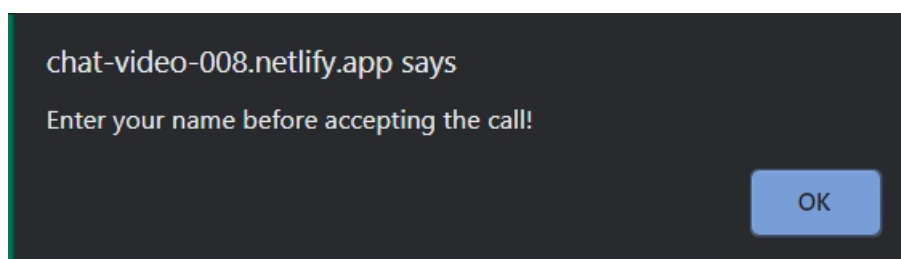 chat-video-008.netlify.app says
Enter your name before accepting the call!
OK